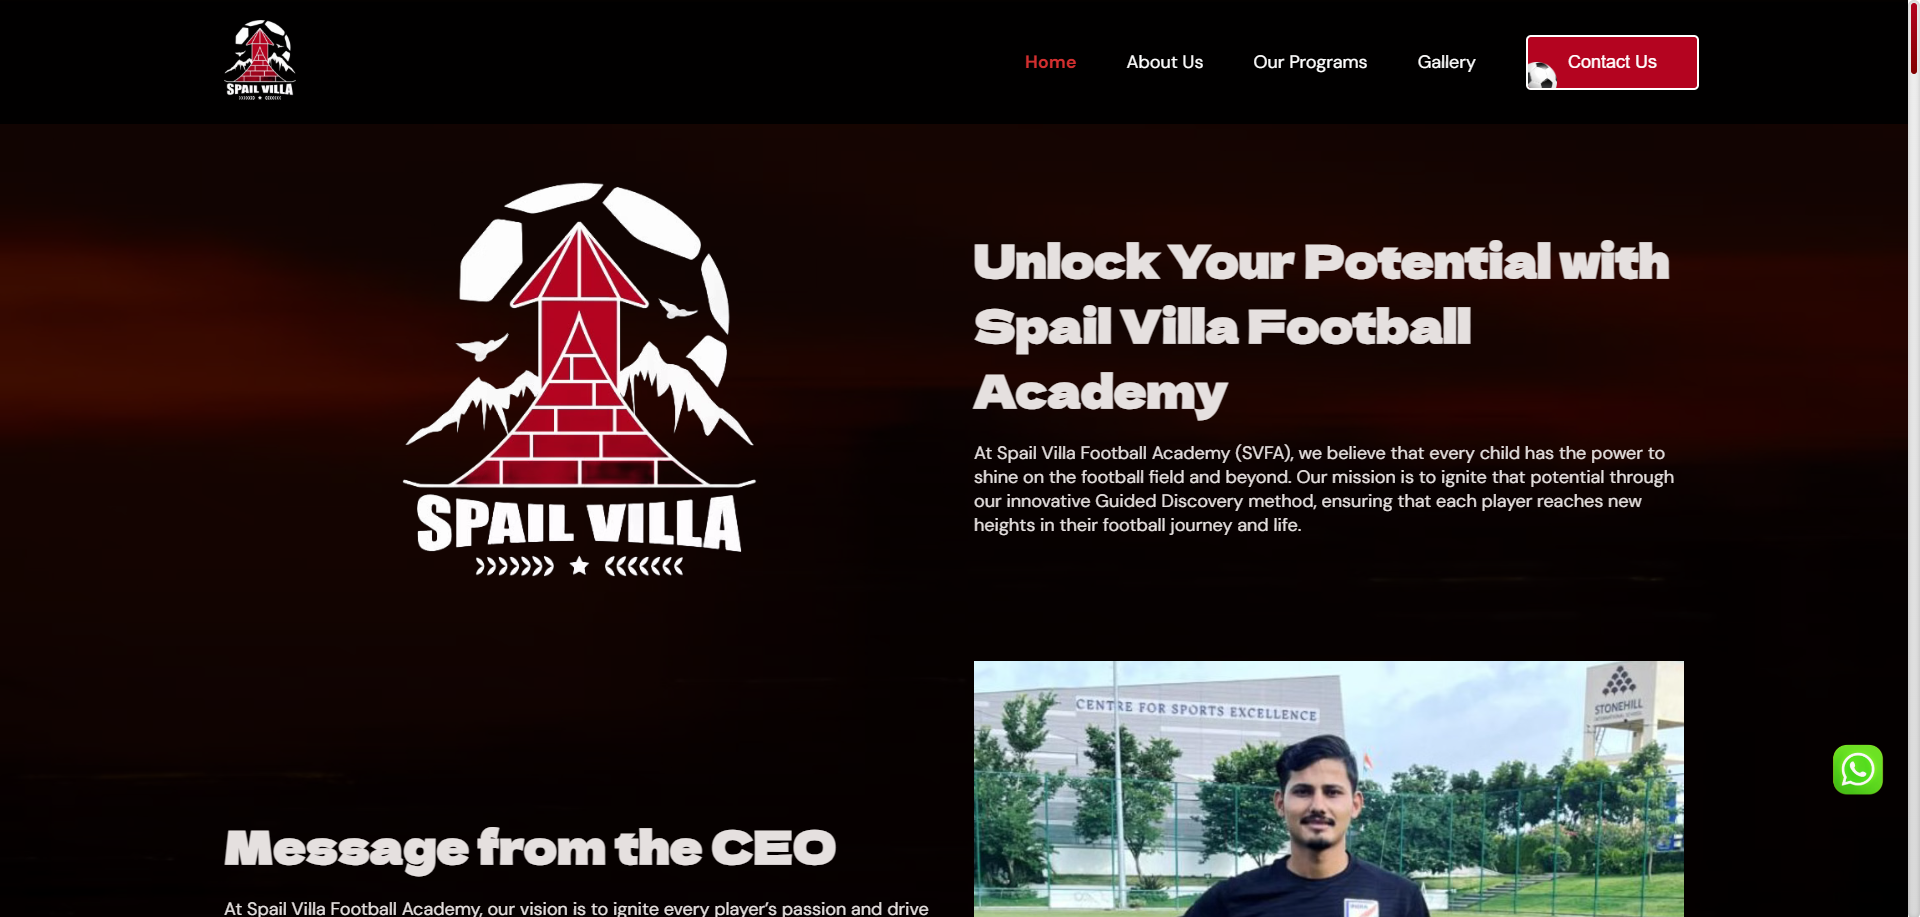 SPAIL VILLA
Home
About Us
Our Programs
Gallery
Contact Us
SPAIL VILLA
Unlock Your Potential with
Spail Villa Football
Academy
At Spail Villa Football Academy (SVFA), we believe that every child has the power to
shine on the football field and beyond. Our mission is to ignite that potential through
our innovative Guided Discovery method, ensuring that each player reaches new
heights in their football journey and life.
CENTRE FOR SPORTS EXCELLENCE
STONEHILL
INTERNATIONAL SCHOOL
INDIA
Message from the CEO
At Spail Villa Football Academy, our vision is to ignite every player's passion and drive